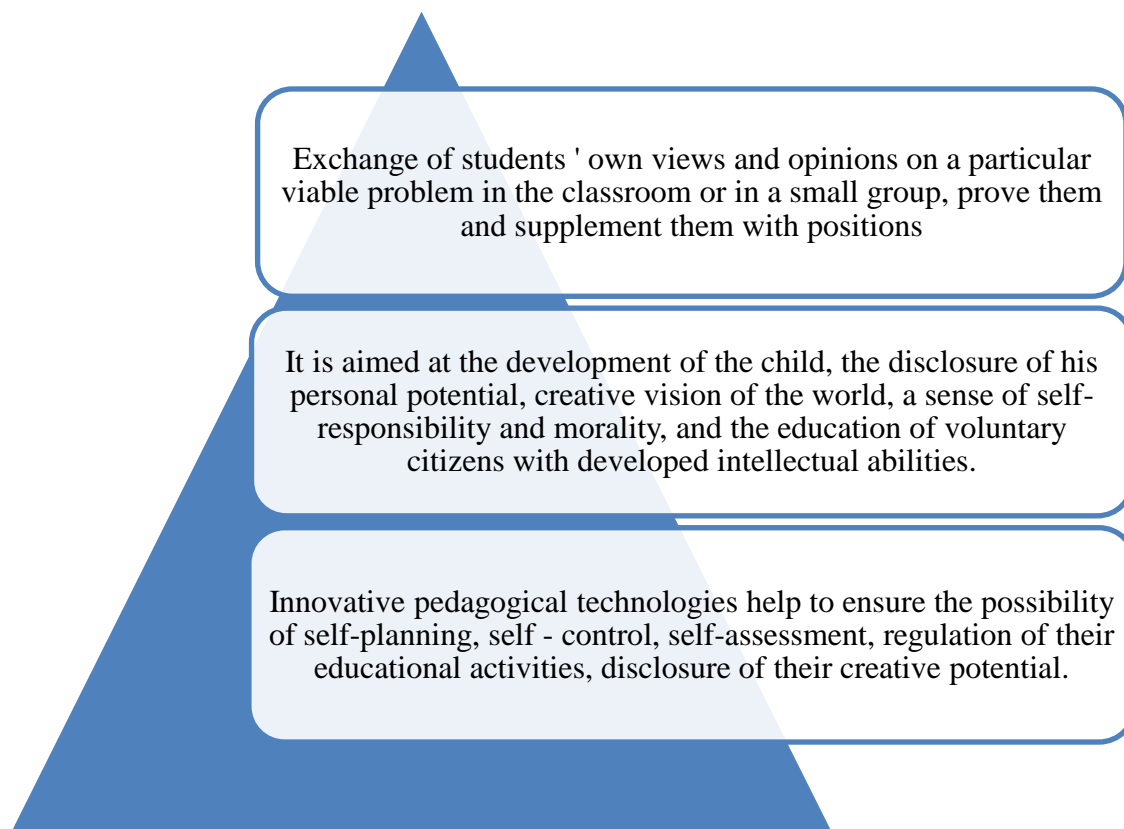 Exchange of students ' own views and opinions on a particular
viable problem in the classroom or in a small group, prove them
and supplement them with positions
It is aimed at the development of the child, the disclosure of his
personal potential, creative vision of the world, a sense of self-
responsibility and morality, and the education of voluntary
citizens with developed intellectual abilities.
Innovative pedagogical technologies help to ensure the possibility
of self-planning, self - control, self-assessment, regulation of their
educational activities, disclosure of their creative potential.